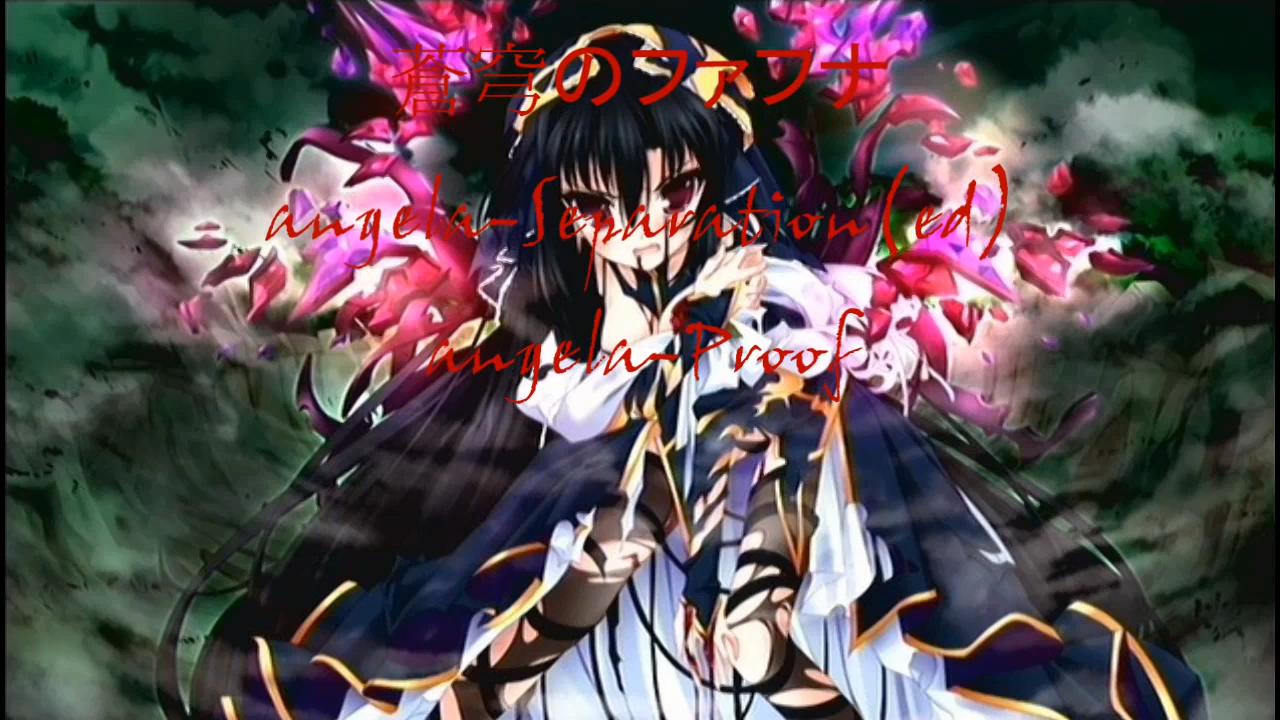 蒼穹のファフナ
angela-Separation(ed)
angela-Proof